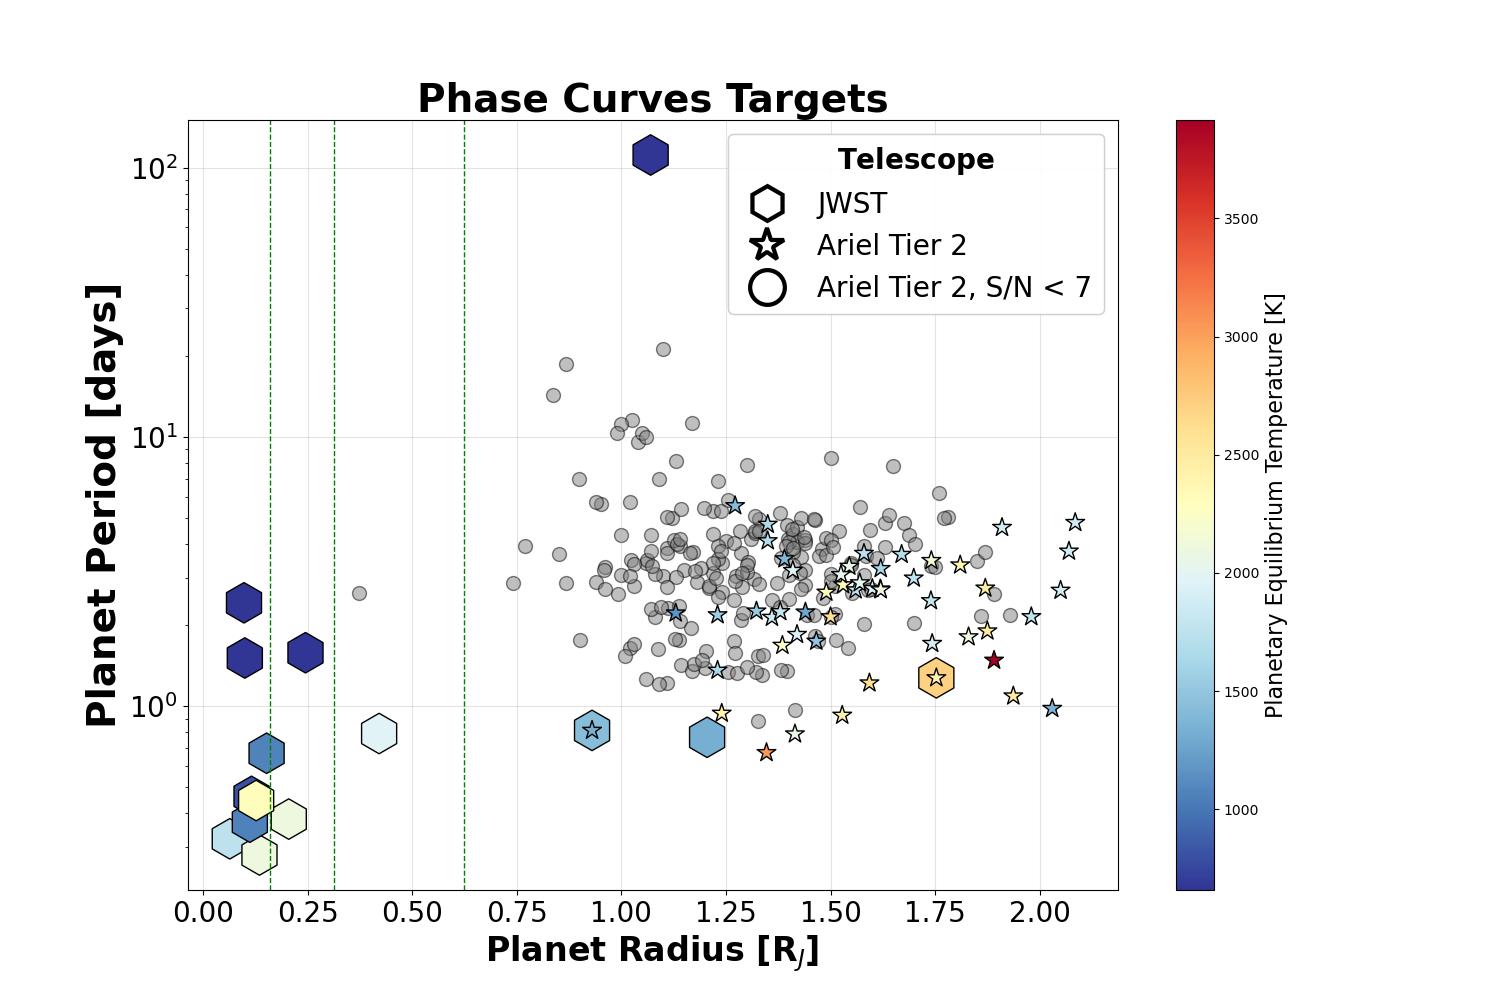 Phase Curves Targets
Telescope
JWST
Ariel Tier 2
Ariel Tier 2, S/N < 7
Planet Period [days]
10²
10¹
10⁰
0.00 0.25 0.50 0.75 1.00 1.25 1.50 1.75 2.00
Planet Radius [R_J]
3500
3000
2500
2000
1500
1000
Planetary Equilibrium Temperature [K]